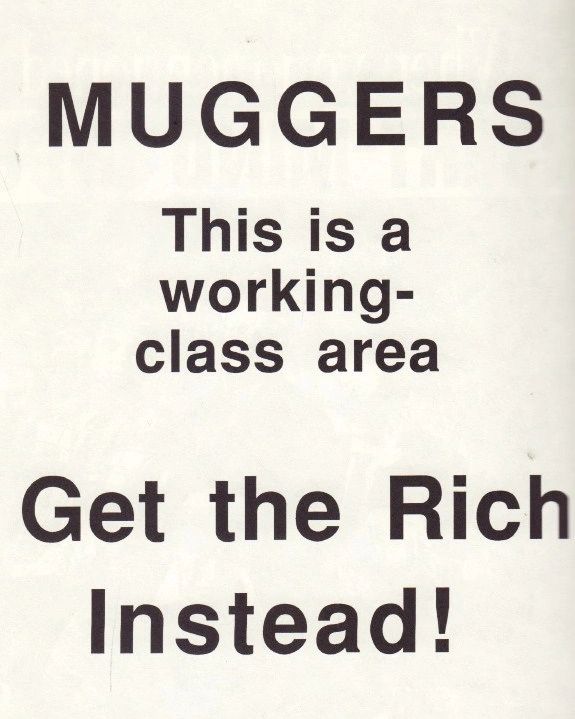 MUGGERS
This is a
working-
class area
Get the Rich
Instead!